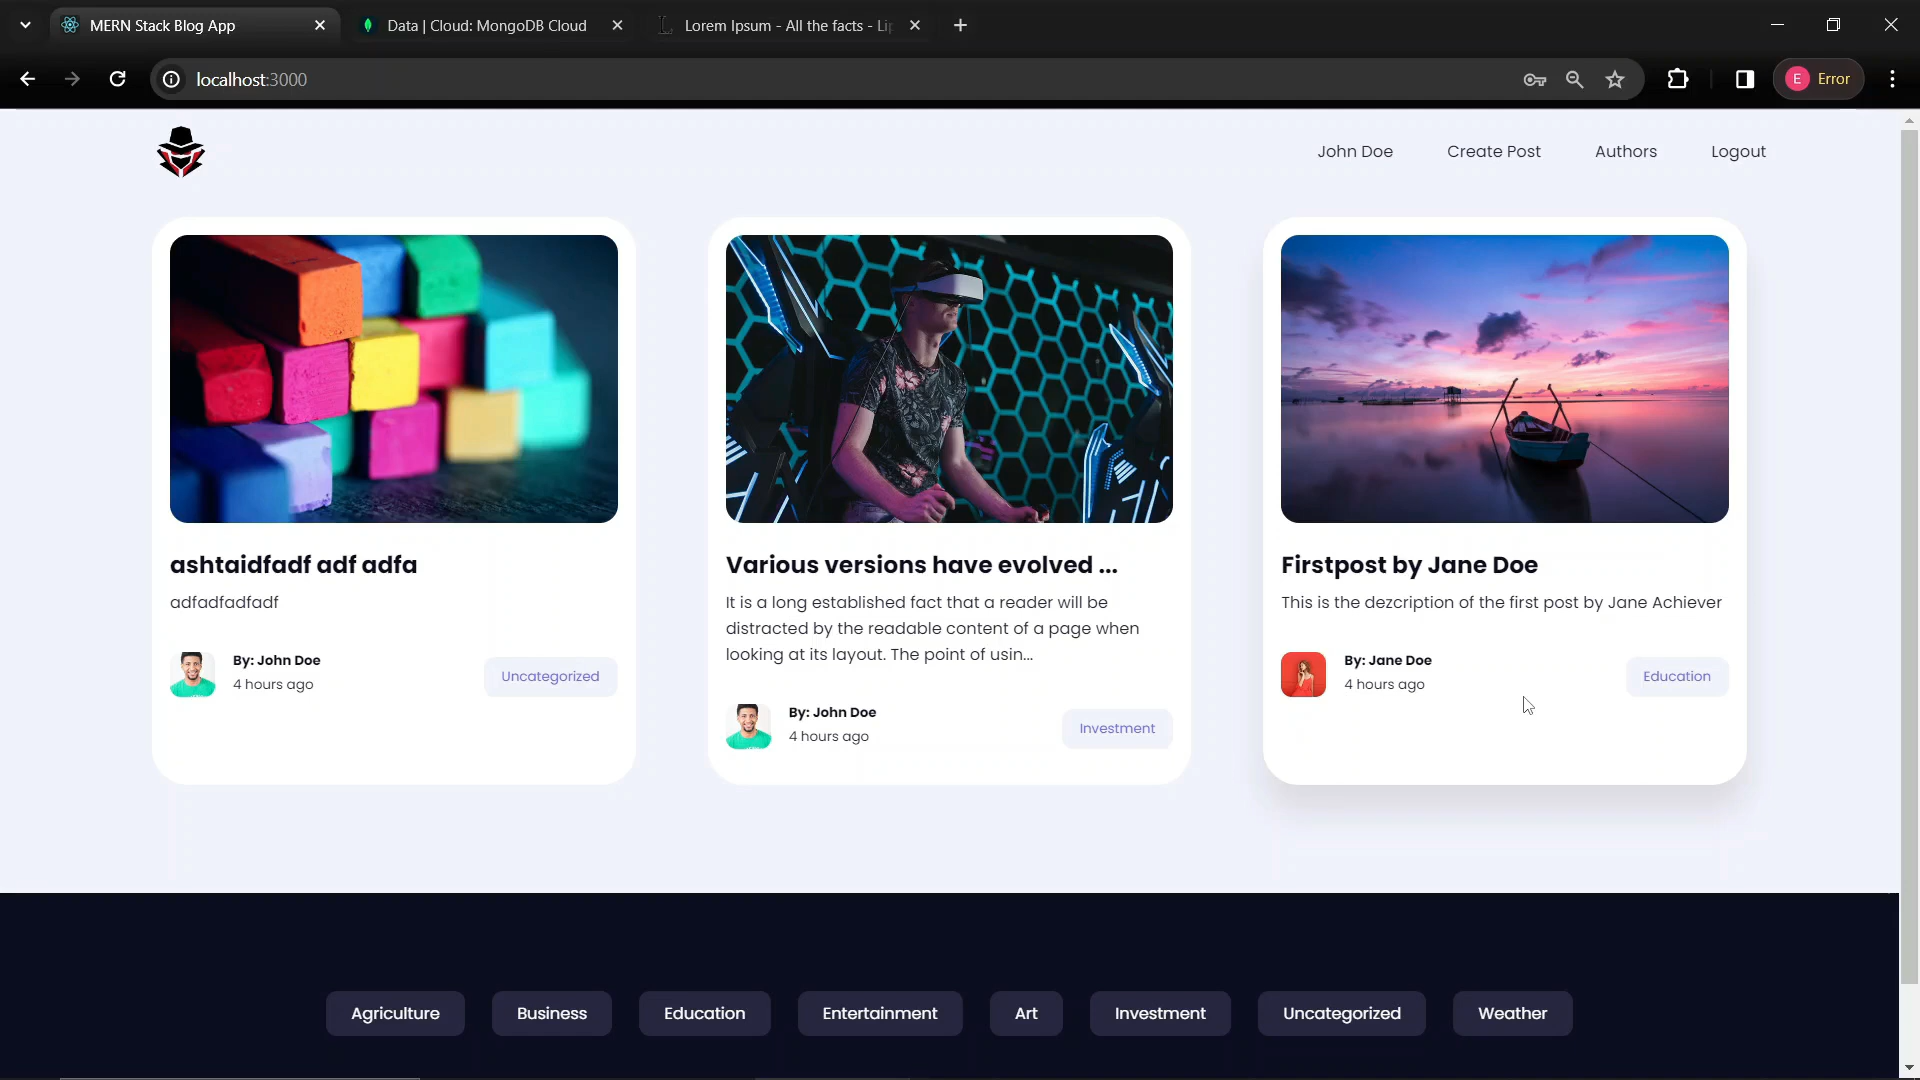 MERN Stack Blog App
Data | Cloud: MongoDB Cloud
Lorem Ipsum - All the facts - Lip
localhost:3000
E Error
John Doe
Create Post
Authors
Logout
ashtaidfadf adf adfa
adfadfadfadf
By: John Doe
4 hours ago
Uncategorized
Various versions have evolved ...
It is a long established fact that a reader will be
distracted by the readable content of a page when
looking at its layout. The point of usin...
By: John Doe
4 hours ago
Investment
Firstpost by Jane Doe
This is the dezcription of the first post by Jane Achiever
By: Jane Doe
4 hours ago
Education
Agriculture
Business
Education
Entertainment
Art
Investment
Uncategorized
Weather